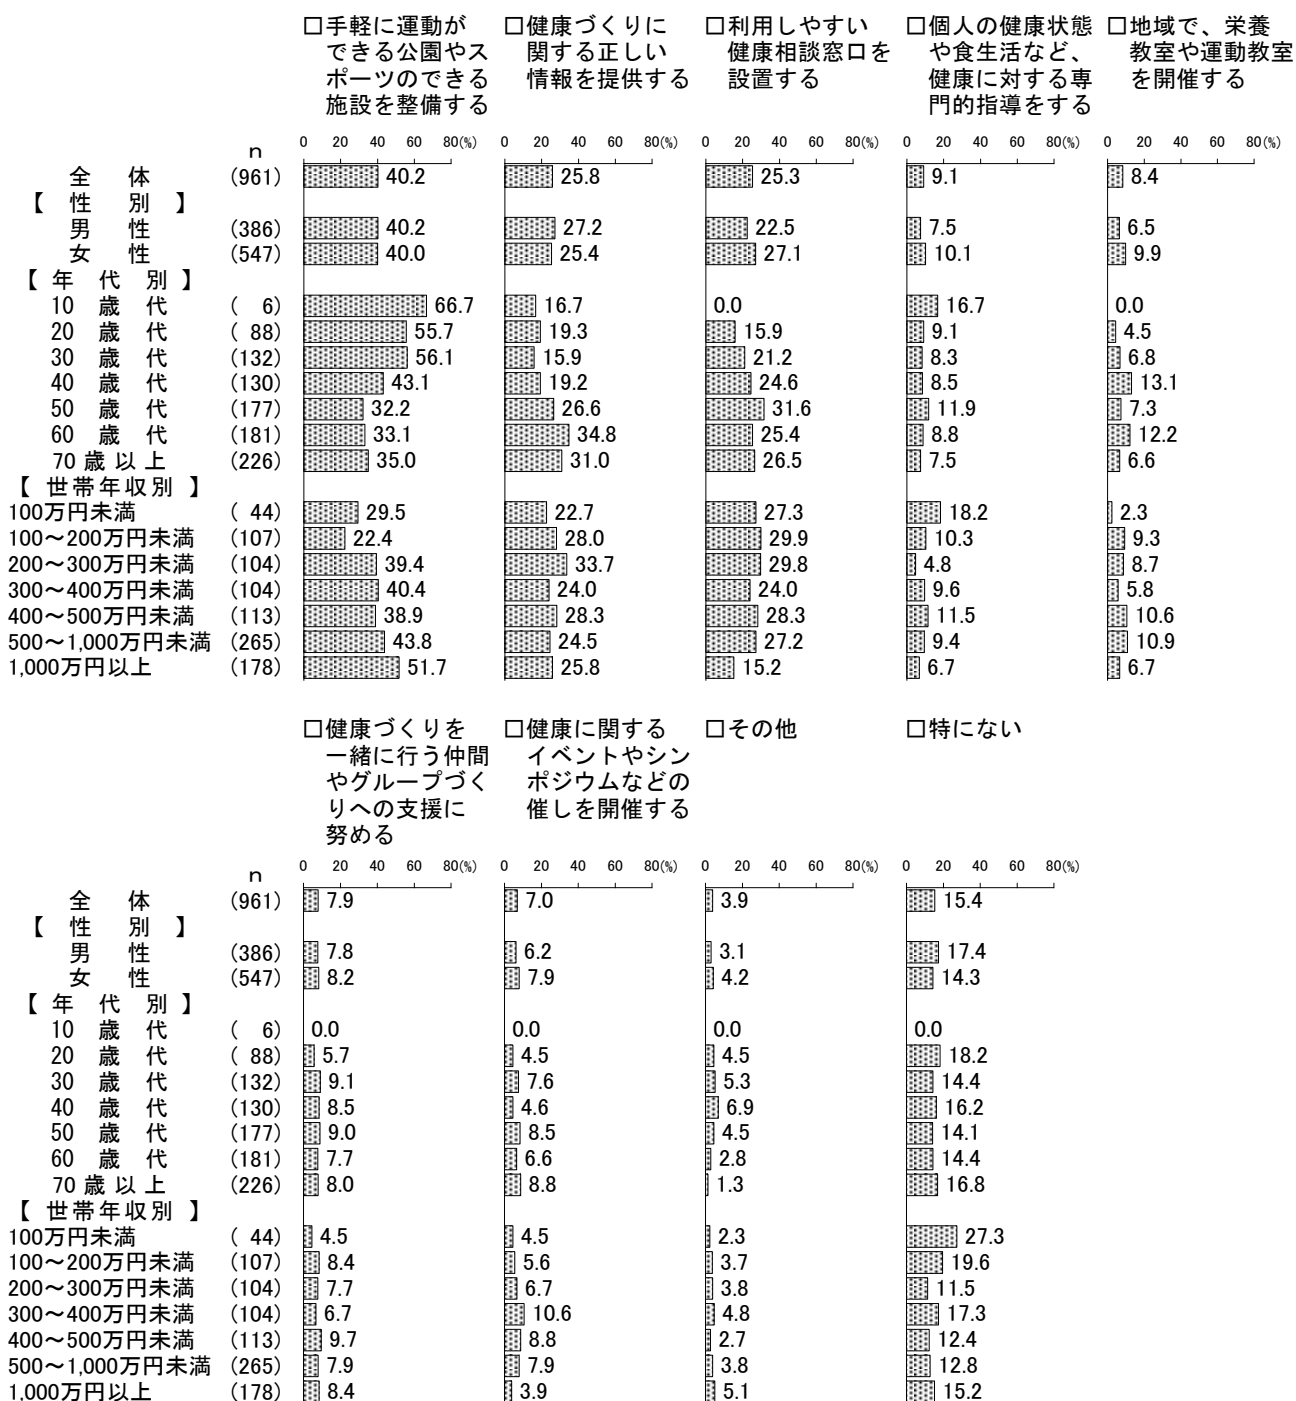 □手軽に運動が
できる公園やス
ポーツのできる
施設を整備する
□健康づくりに
関する正しい
情報を提供する
□利用しやすい
健康相談窓口を
設置する
□個人の健康状態
や食生活など、
健康に対する専
門的指導をする
□地域で、栄養
教室や運動教室
を開催する
0 20 40 60 80(%) 0 20 40 60 80(%) 0 20 40 60 80(%) 0 20 40 60 80(%) 0 20 40 60 80(%)
n
全 体 (961) 40.2 25.8 25.3 9.1 8.4
【 性 別 】
男 性 (386) 40.2 27.2 22.5 7.5 6.5
女 性 (547) 40.0 25.4 27.1 10.1 9.9
【 年 代 別 】
10 歳 代 ( 6) 66.7 16.7 0.0 16.7 0.0
20 歳 代 ( 88) 55.7 19.3 15.9 9.1 4.5
30 歳 代 (132) 56.1 15.9 21.2 8.3 6.8
40 歳 代 (130) 43.1 19.2 24.6 8.5 13.1
50 歳 代 (177) 32.2 26.6 31.6 11.9 7.3
60 歳 代 (181) 33.1 34.8 25.4 8.8 12.2
70 歳 以 上 (226) 35.0 31.0 26.5 7.5 6.6
【 世帯年収別 】
100万円未満 ( 44) 29.5 22.7 27.3 18.2 2.3
100～200万円未満 (107) 22.4 28.0 29.9 10.3 9.3
200～300万円未満 (104) 39.4 33.7 29.8 4.8 8.7
300～400万円未満 (104) 40.4 24.0 24.0 9.6 5.8
400～500万円未満 (113) 38.9 28.3 28.3 11.5 10.6
500～1,000万円未満 (265) 43.8 24.5 27.2 9.4 10.9
1,000万円以上 (178) 51.7 25.8 15.2 6.7 6.7
□健康づくりを
一緒に行う仲間
やグループづく
りへの支援に
努める
□健康に関する
イベントやシン
ポジウムなどの
催しを開催する
□その他
□特にない
0 20 40 60 80(%) 0 20 40 60 80(%) 0 20 40 60 80(%) 0 20 40 60 80(%)
n
全 体 (961) 7.9 7.0 3.9 15.4
【 性 別 】
男 性 (386) 7.8 6.2 3.1 17.4
女 性 (547) 8.2 7.9 4.2 14.3
【 年 代 別 】
10 歳 代 ( 6) 0.0 0.0 0.0 0.0
20 歳 代 ( 88) 5.7 4.5 4.5 18.2
30 歳 代 (132) 9.1 7.6 5.3 14.4
40 歳 代 (130) 8.5 4.6 6.9 16.2
50 歳 代 (177) 9.0 8.5 4.5 14.1
60 歳 代 (181) 7.7 6.6 2.8 14.4
70 歳 以 上 (226) 8.0 8.8 1.3 16.8
【 世帯年収別 】
100万円未満 ( 44) 4.5 4.5 2.3 27.3
100～200万円未満 (107) 8.4 5.6 3.7 19.6
200～300万円未満 (104) 7.7 6.7 3.8 11.5
300～400万円未満 (104) 6.7 10.6 4.8 17.3
400～500万円未満 (113) 9.7 8.8 2.7 12.4
500～1,000万円未満 (265) 7.9 7.9 3.8 12.8
1,000万円以上 (178) 8.4 3.9 5.1 15.2